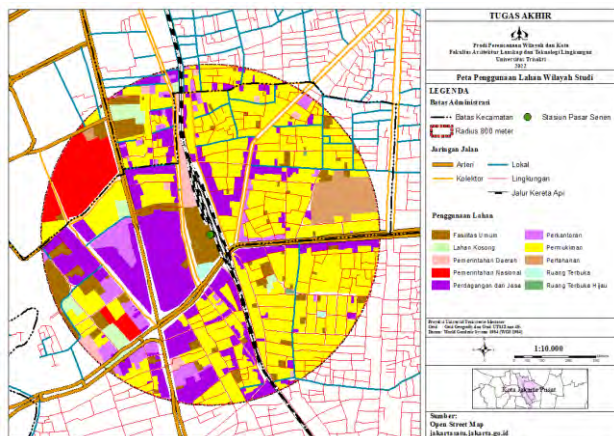 TUGAS AKHIR
Prodi Perencanaan Wilayah dan Kota
Fakultas Arsitektur Lanskap dan Teknologi Lingkungan
Universitas Trisakti
2022
Peta Penggunaan Lahan Wilayah Studi
LEGENDA
Batas Administrasi
Batas Kecamatan
Stasiun Pasar Senen
Radius 800 meter
Jaringan Jalan
Arteri
Lokal
Kolektor
Lingkungan
Jalur Kereta Api
Penggunaan Lahan
Fasilitas Umum
Perkantoran
Lahan Kosong
Permukiman
Pemerintahan Daerah
Pertahanan
Pemerintahan Nasional
Ruang Terbuka
Perdagangan dan Jasa
Ruang Terbuka Hijau
1:10.000
Kota Jakarta Pusat
Sumber:
Open Street Map
jakartasatu.jakarta.go.id